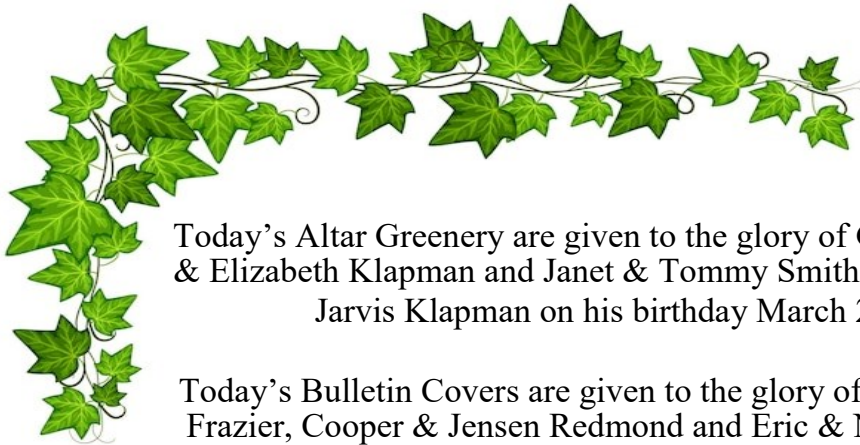 Today’s Altar Greenery are given to the glory of
& Elizabeth Klapman and Janet & Tommy Smith
Jarvis Klapman on his birthday March
Today’s Bulletin Covers are given to the glory of
Frazier, Cooper & Jensen Redmond and Eric &